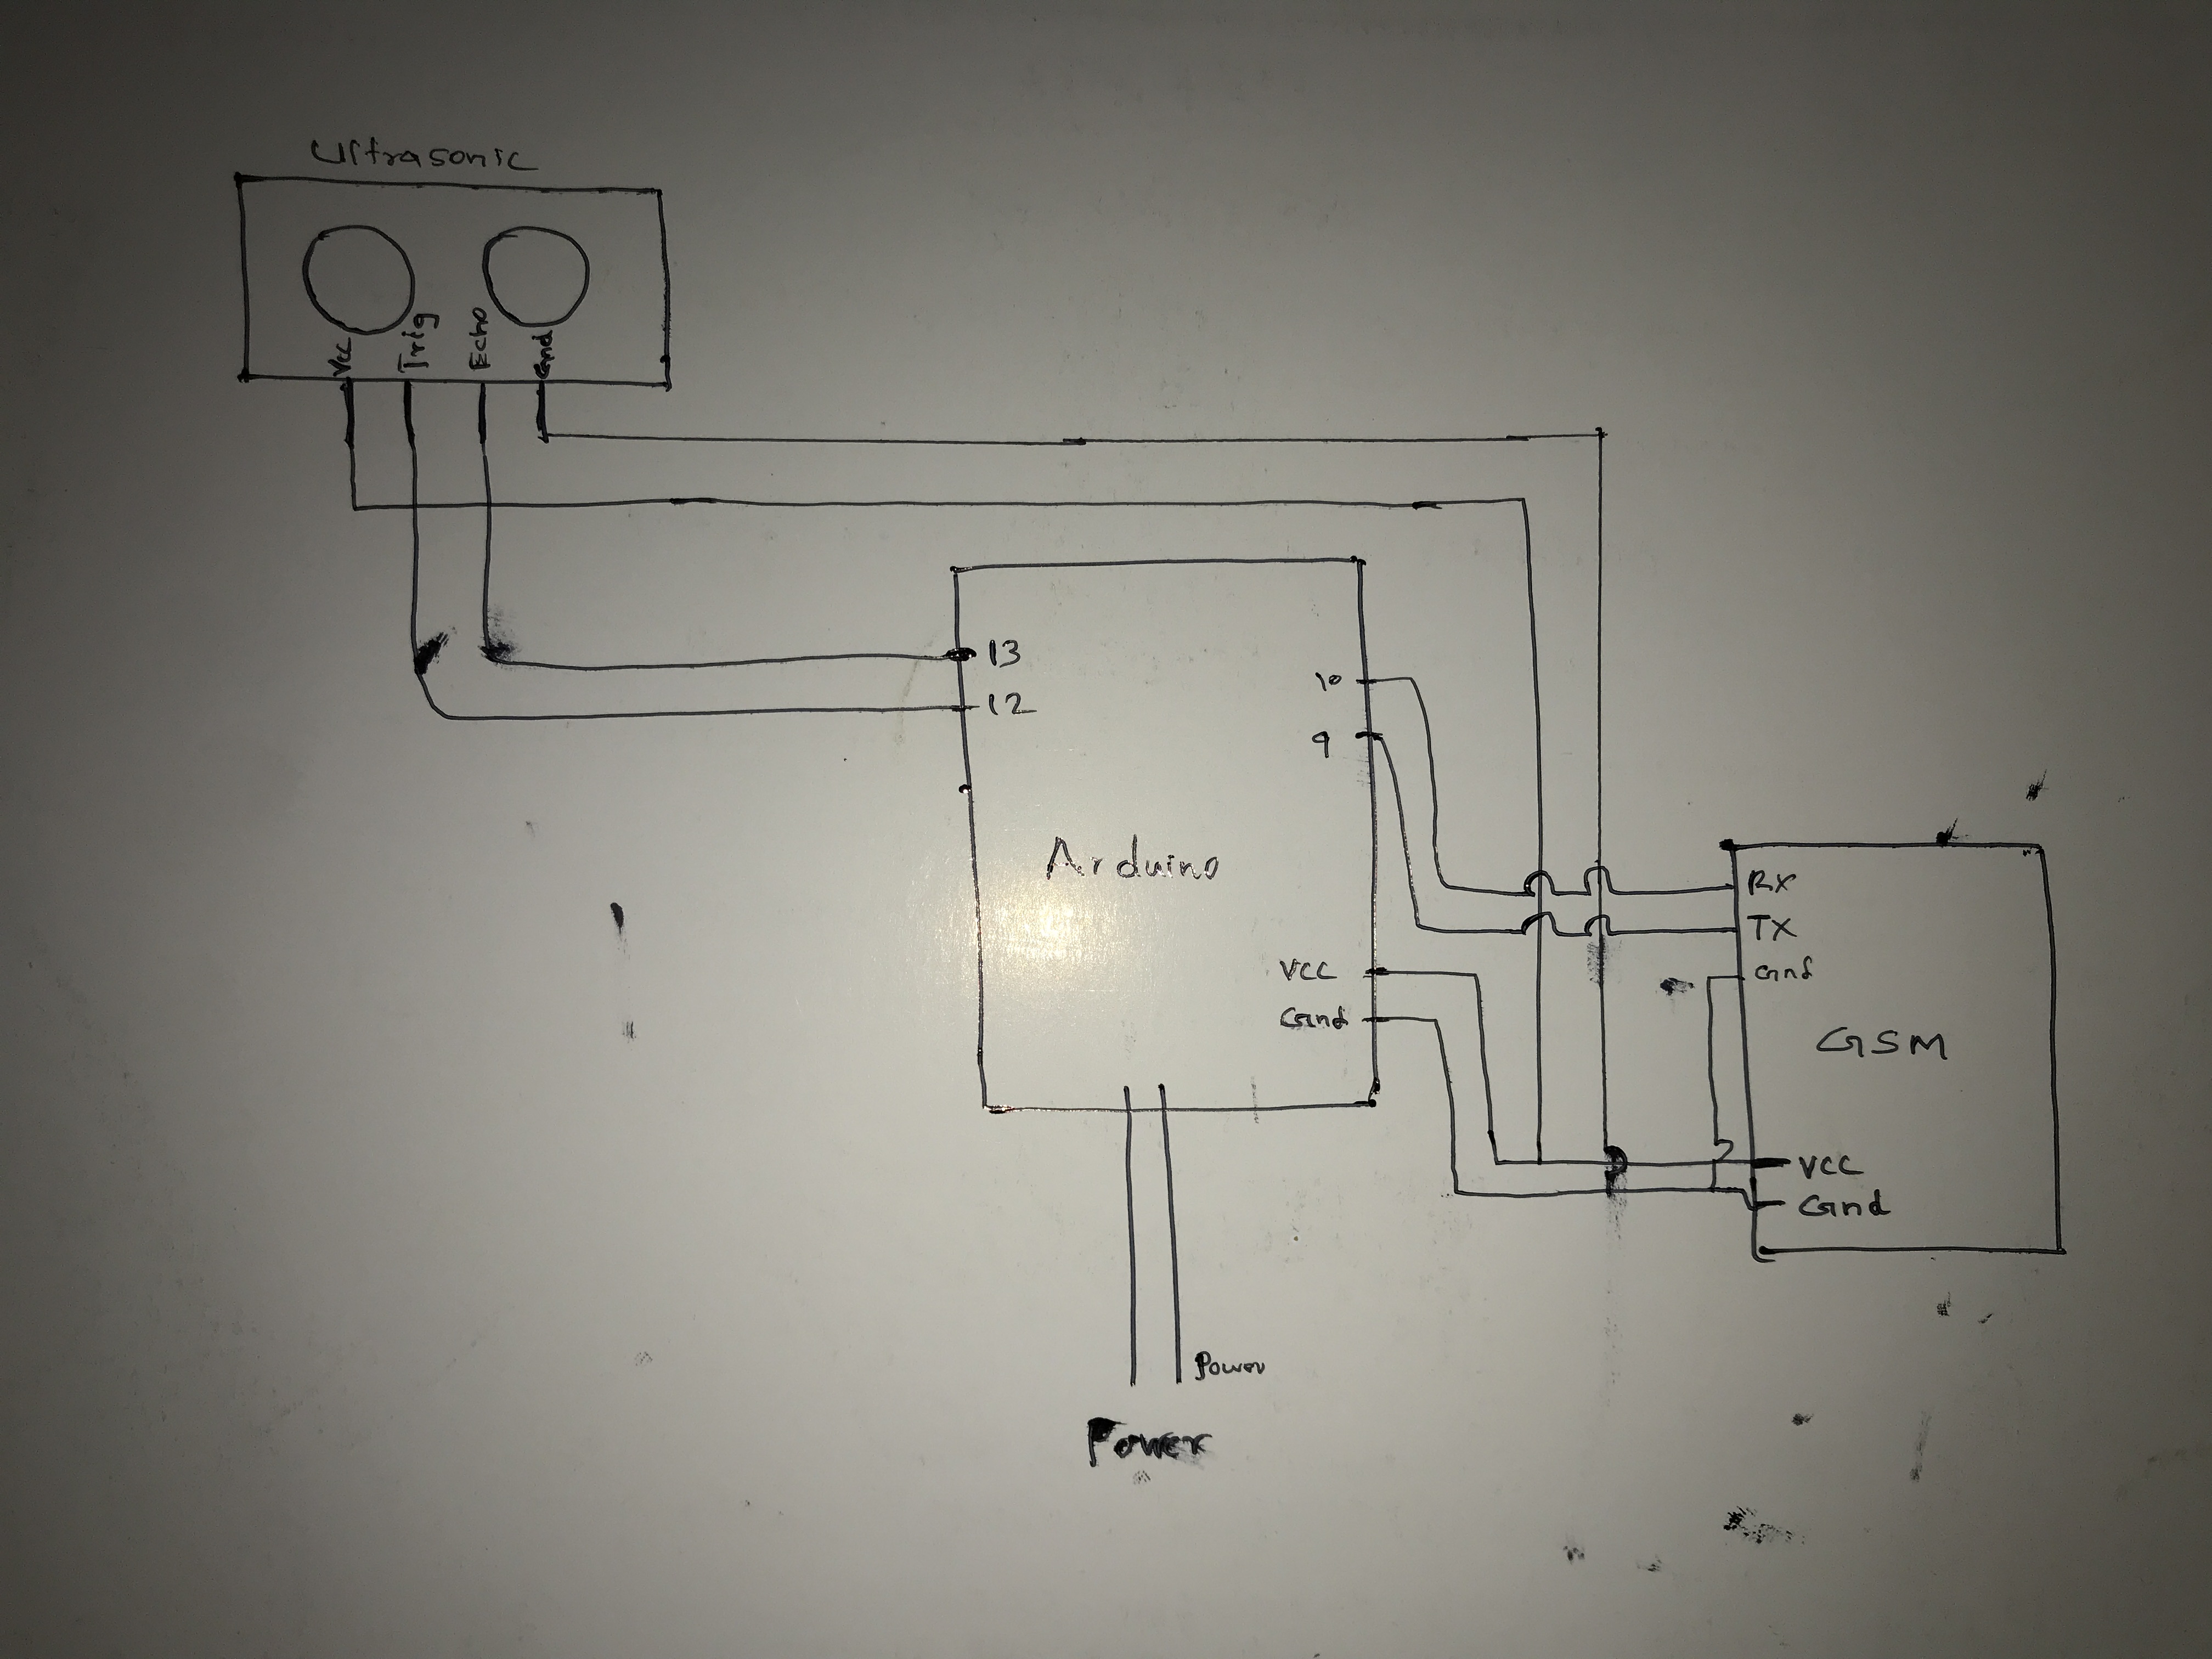 Ultrasonic
Vcc
Trig
Echo
Gnd
13
12
Arduino
10
9
Vcc
Gnd
Power
Power
RX
TX
Gnd
GSM
VCC
Gnd